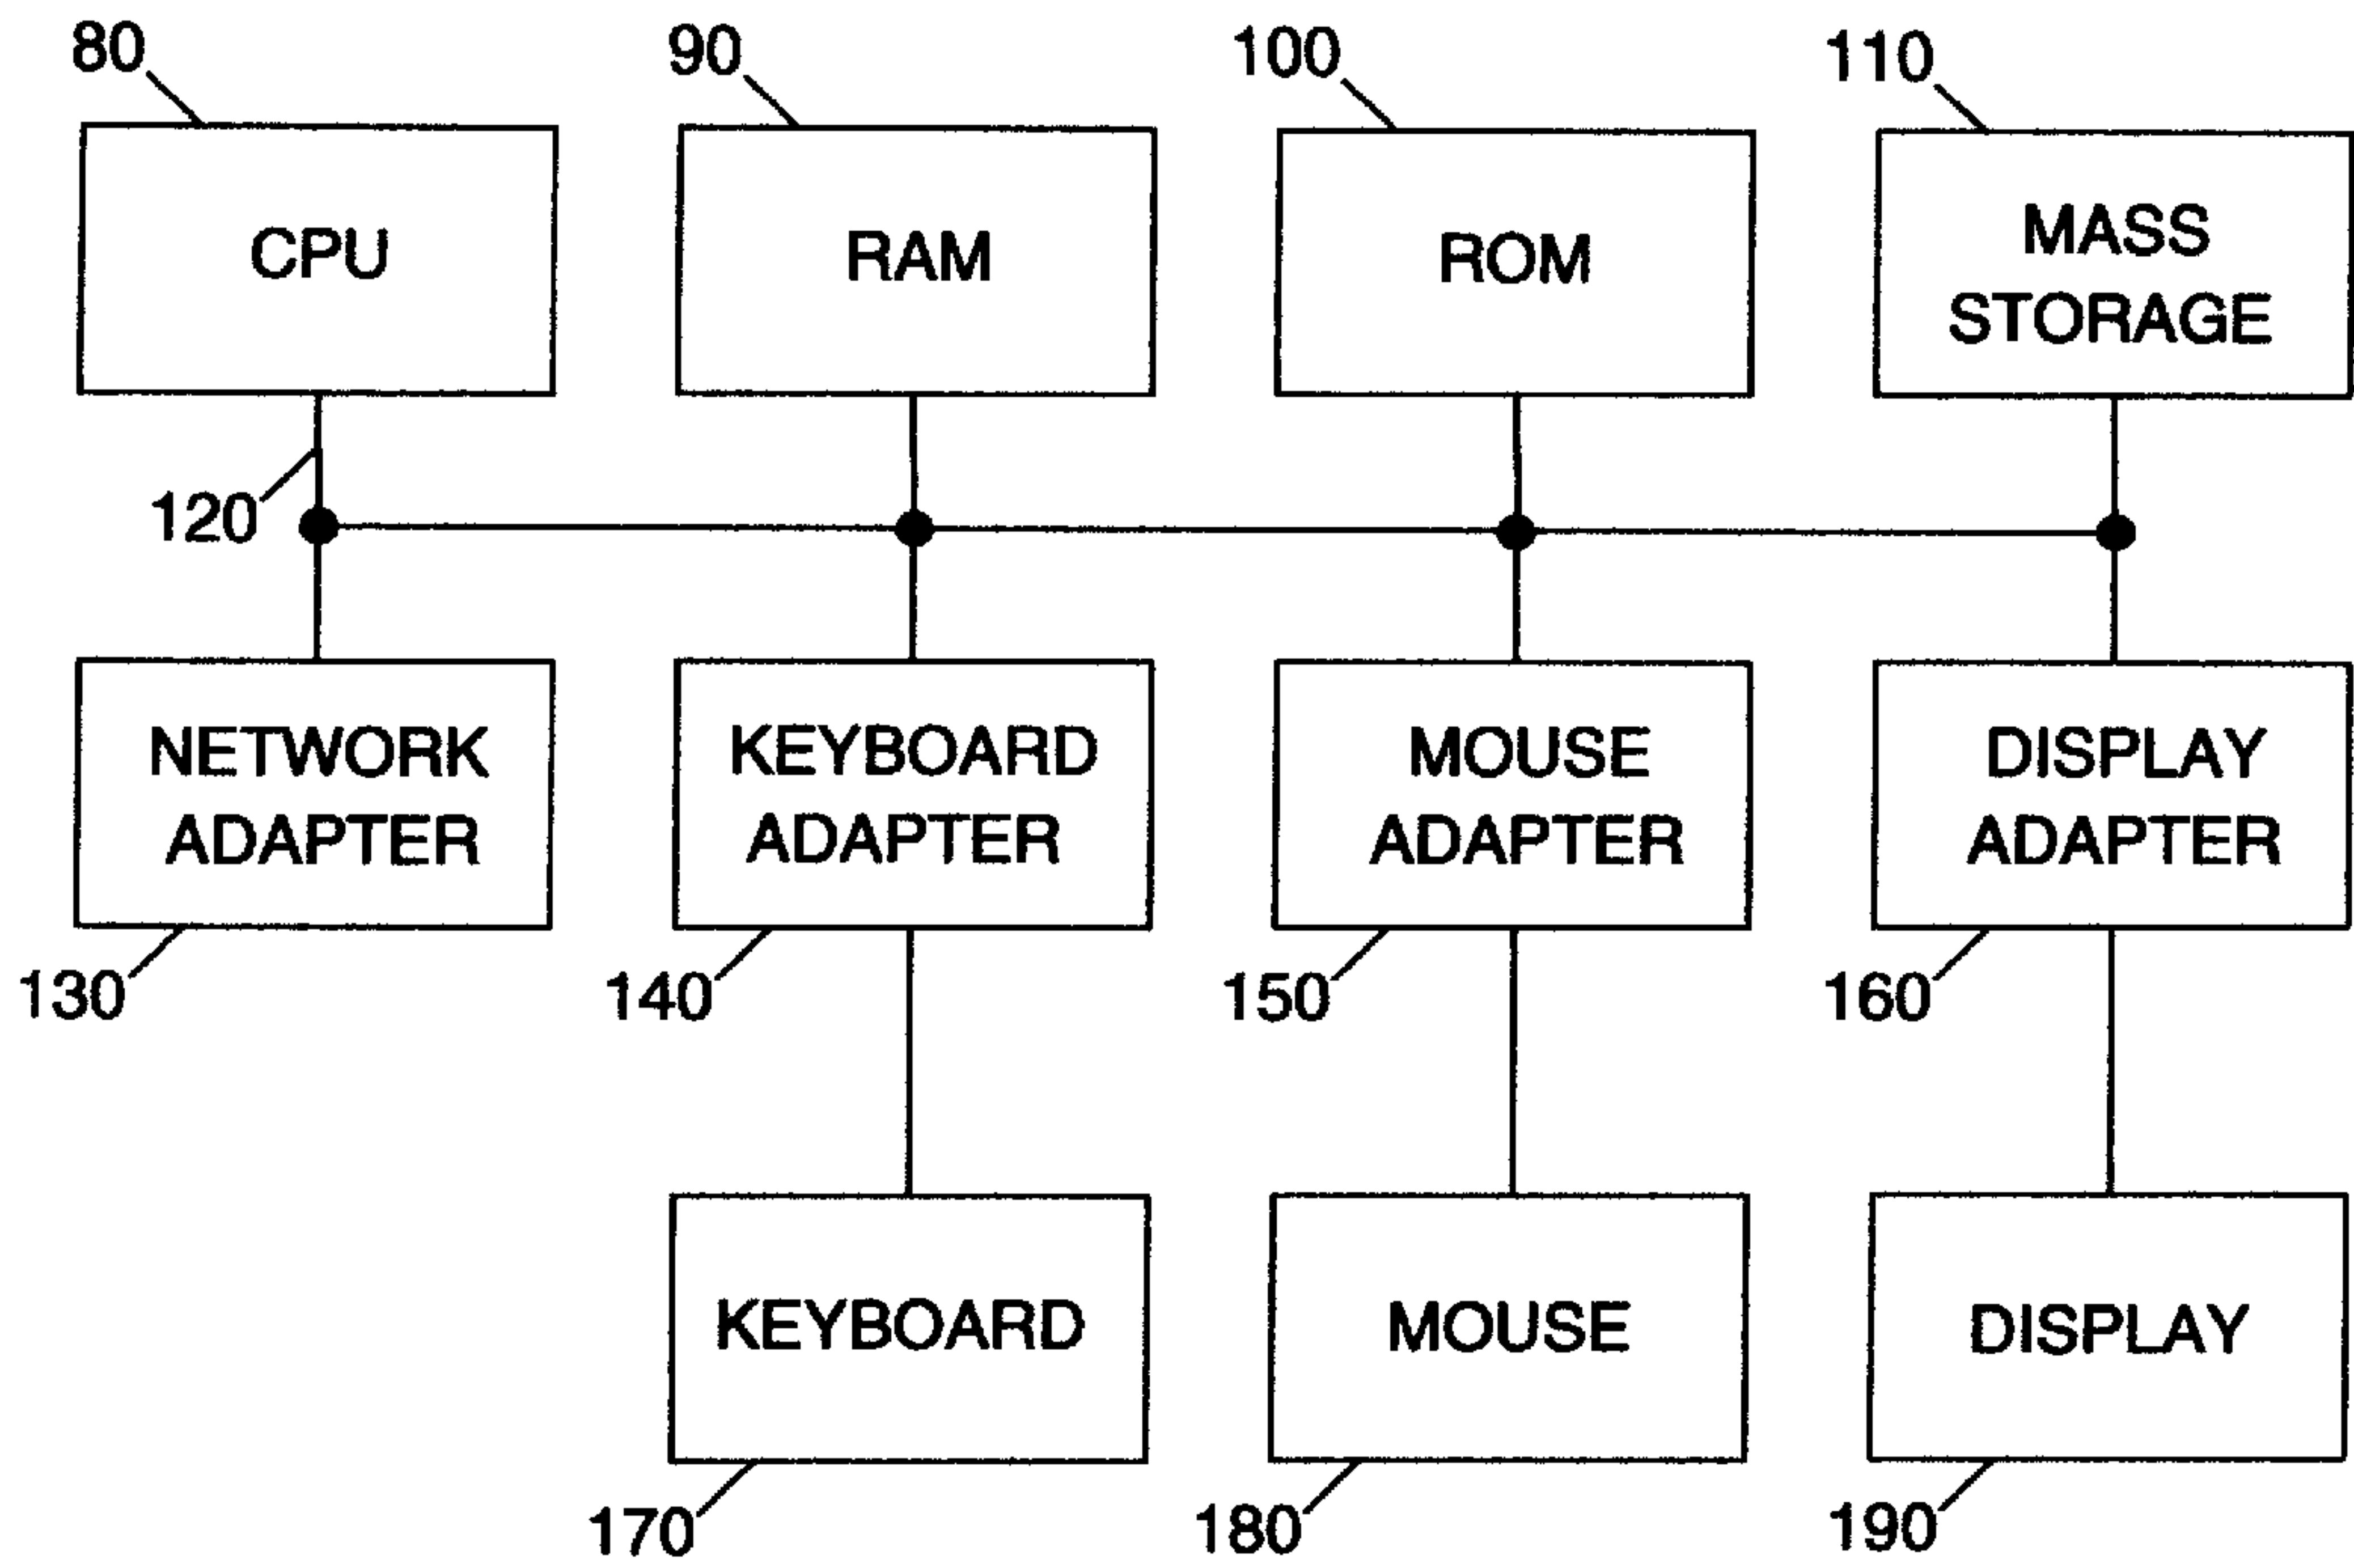 80
90
100
110
CPU
RAM
ROM
MASS
STORAGE
120
NETWORK
ADAPTER
KEYBOARD
ADAPTER
MOUSE
ADAPTER
DISPLAY
ADAPTER
130
140
150
160
KEYBOARD
MOUSE
DISPLAY
170
180
190